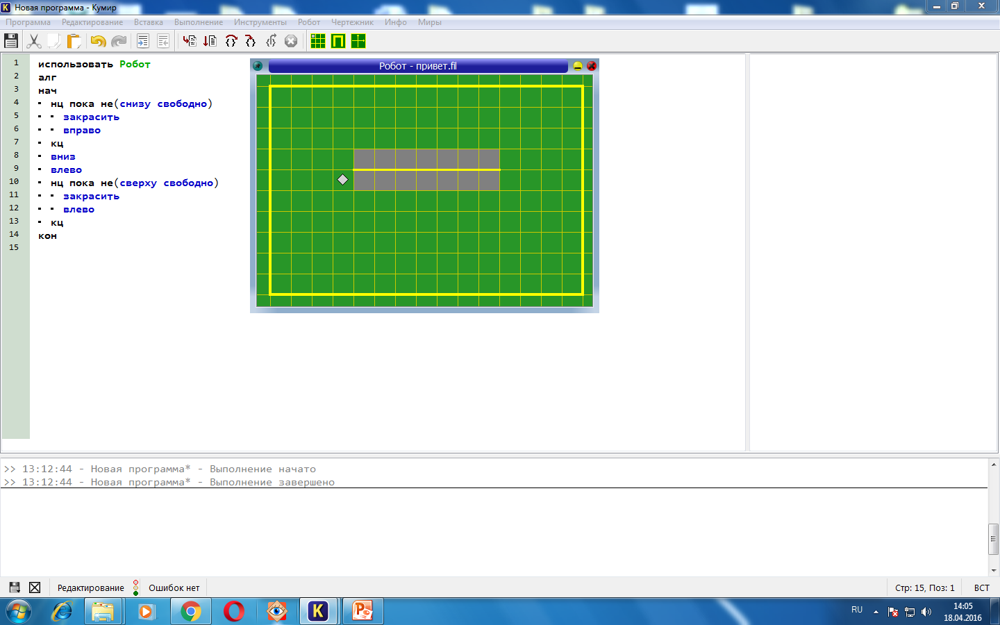 Новая программа - Кумир
Программа Редактирование Вставка Выполнение Инструменты Робот Чертежник Инфо Миры
1 использовать Робот
2 алг
3 нач
4 нц пока не(снизу свободно)
5 закрасить
6 вправо
7 кц
8 вниз
9 влево
10 нц пока не(сверху свободно)
11 закрасить
12 влево
13 кц
14 кон
15
Робот - привет.fil
>> 13:12:44 - Новая программа* - Выполнение начато
>> 13:12:44 - Новая программа* - Выполнение завершено
Редактирование Ошибок нет Стр: 15, Поз: 1 ВСТ
RU 14:05
18.04.2016